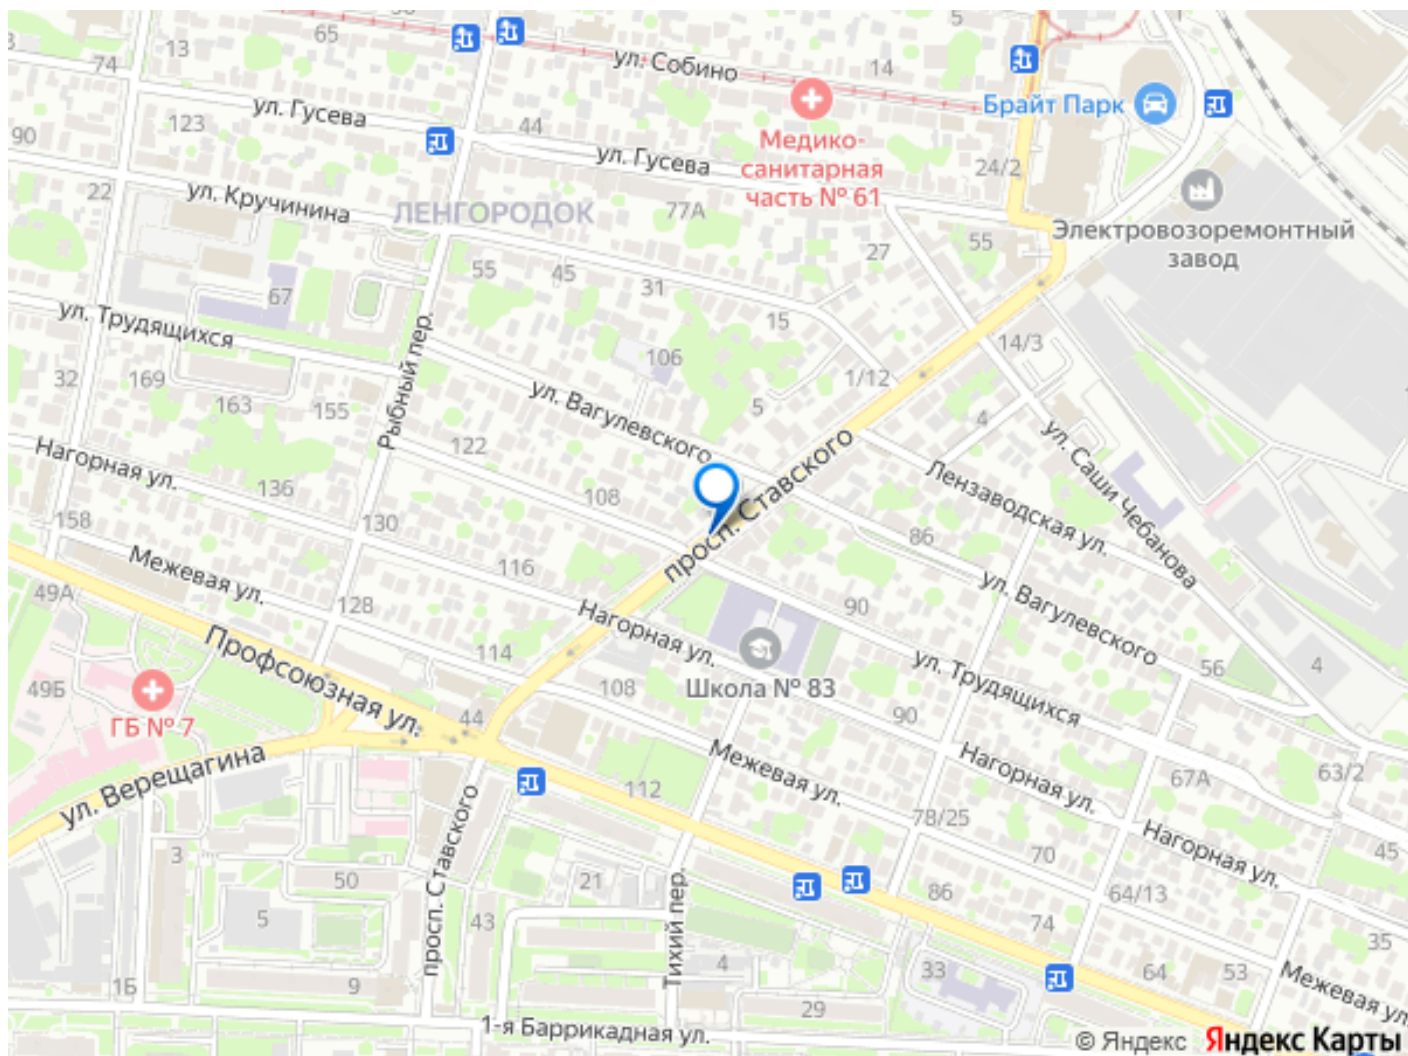 65
5
13
ул. Собино
14
74
ул. Гусева
Брайт Парк
123
44
Медико-
санитарная
часть № 61
90
ул. Гусева
24/2
22
ул. Кручинина
ЛЕНГОРОДОК
77А
Электровозоремонтный
завод
27
55
55
45
31
67
15
ул. Трудящихся
Рыбный пер.
14/3
106
32
169
1/12
163
155
ул. Вагулевского
5
4
122
просп. Ставского
ул. Саши Чебанова
Нагорная ул.
Лензаводская ул.
136
108
158
130
86
Межевая ул.
116
ул. Вагулевского
49А
128
Нагорная ул.
90
Профсоюзная ул.
114
ул. Трудящихся
56
4
49Б
108
Школа № 83
ГБ № 7
44
90
ул. Верещагина
Межевая ул.
Нагорная ул.
67А
63/2
112
просп. Ставского
78/25
Нагорная ул.
3
70
45
50
21
86
64/13
5
43
Тихий пер.
74
35
4
33
64
53
Межевая ул.
1Б
9
29
1-я Баррикадная ул.
© Яндекс Яндекс Карты